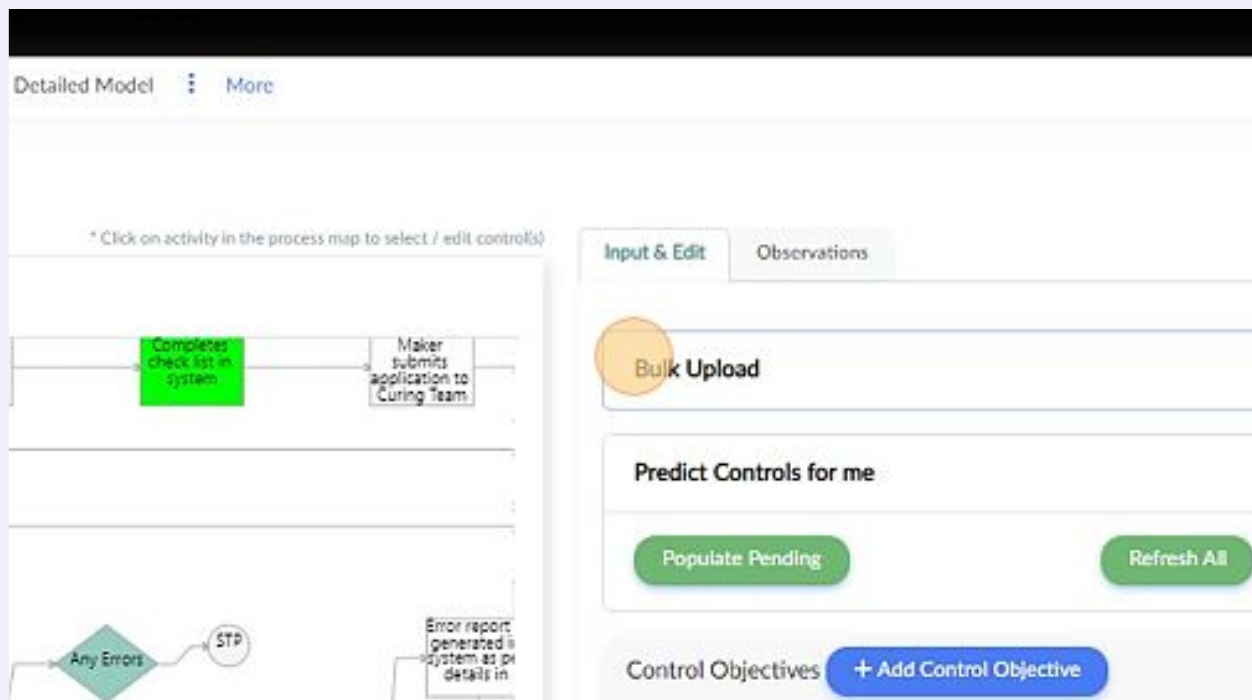 Detailed Model
More
* Click on activity in the process map to select / edit control(s)
Input & Edit
Observations
Completes
check list in
system
Maker
submits
application to
Curing Team
Bulk Upload
Predict Controls for me
Populate Pending
Refresh All
Any Errors
STP
Error report
generated i
system as pe
details in
Control Objectives
+ Add Control Objective